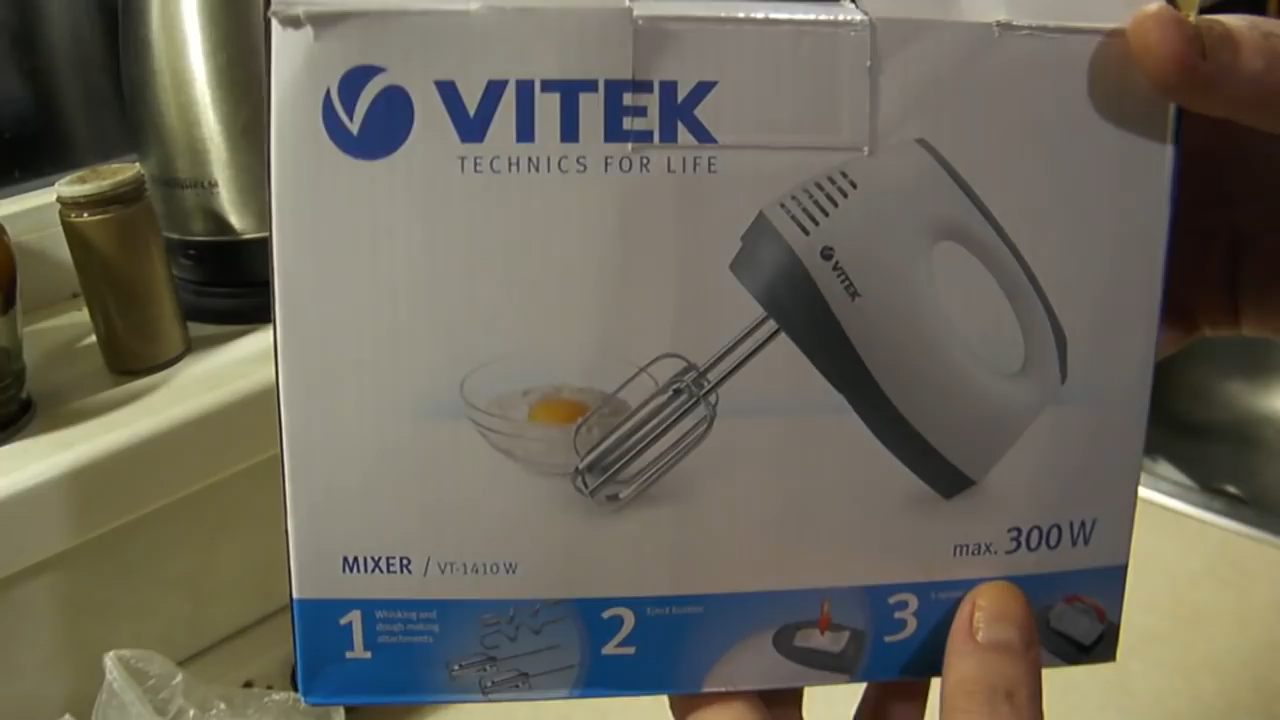 VITEK
TECHNICS FOR LIFE
VITEK
MIXER / VT-1410 W
max. 300 W
1
Whisking and
dough making
attachments
2
Eject button
3